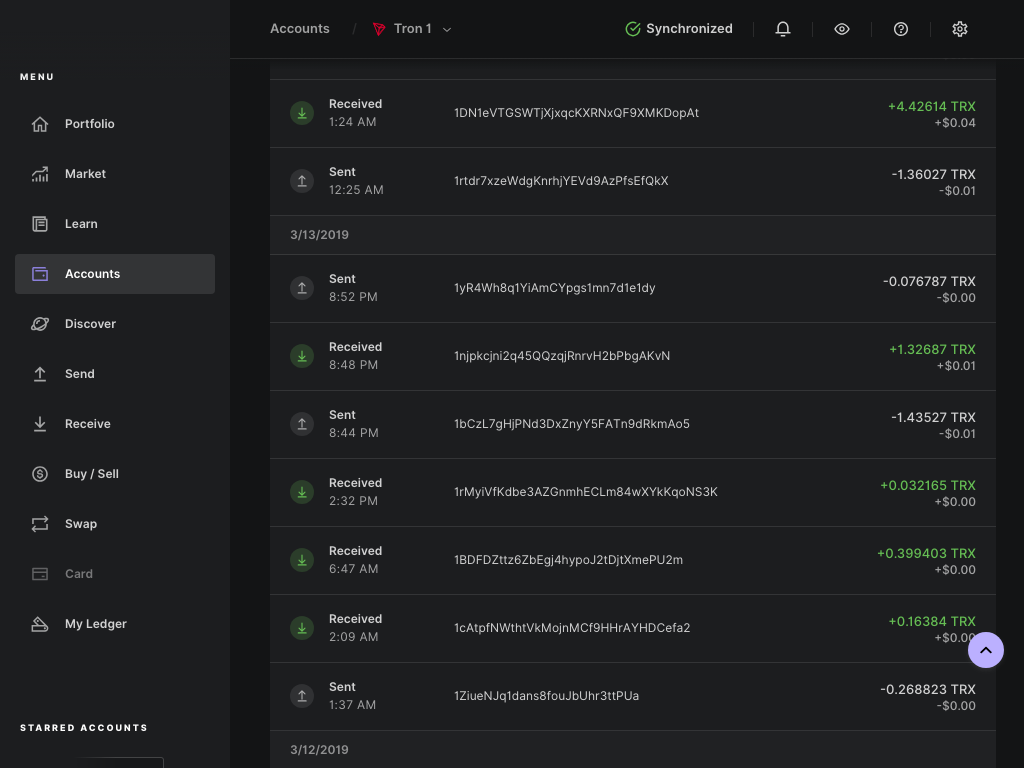 Accounts / Tron 1 Synchronized
MENU
Portfolio
Market
Learn
Accounts
Discover
Send
Receive
Buy / Sell
Swap
Card
My Ledger
STARRED ACCOUNTS
Received 1DN1eVTGSWTjXjxqcKXRNxQF9XMKDopAt +4.42614 TRX
1:24 AM +$0.04
Sent 1rtdr7xzeWdgKnrhjYEVd9AzPfsEfQkX -1.36027 TRX
12:25 AM -$0.01
3/13/2019
Sent 1yR4Wh8q1YiAmCYpgs1mn7d1e1dy -0.076787 TRX
8:52 PM -$0.00
Received 1njpkcjni2q45QQzqjRnrvH2bPbgAKvN +1.32687 TRX
8:48 PM +$0.01
Sent 1bCzL7gHjPNd3DxZnyY5FATn9dRkmAo5 -1.43527 TRX
8:44 PM -$0.01
Received 1rMyiVfKdbe3AZGnmhECLm84wXYkKqoNS3K +0.032165 TRX
2:32 PM +$0.00
Received 1BDFDZttz6ZbEgj4hypoJ2tDjtXmePU2m +0.399403 TRX
6:47 AM +$0.00
Received 1cAtpfNWthtVkMojnMCf9HHrAYHDCefa2 +0.16384 TRX
2:09 AM +$0.00
Sent 1ZiueNJq1dans8fouJbUhr3ttPUa -0.268823 TRX
1:37 AM -$0.00
3/12/2019